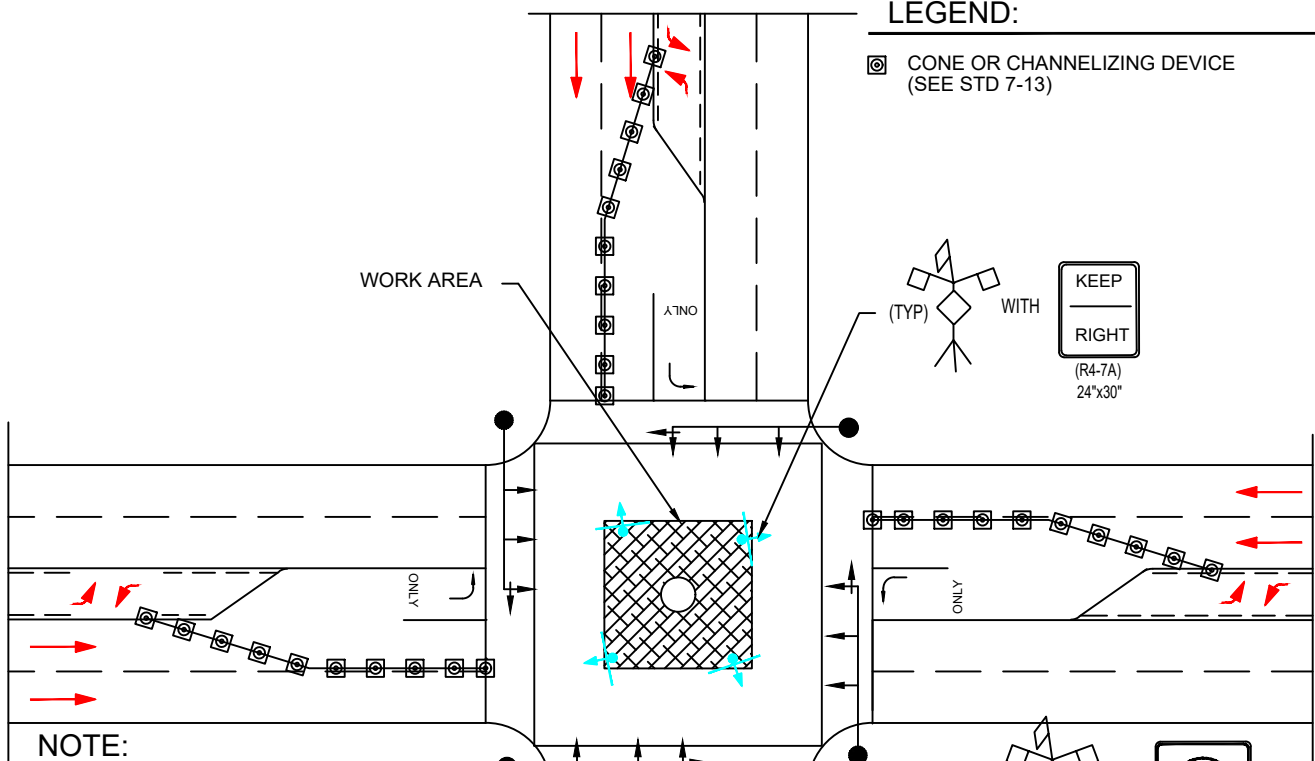 LEGEND:
CONE OR CHANNELIZING DEVICE
(SEE STD 7-13)
WORK AREA
ONLY
(TYP)
WITH
KEEP
RIGHT
(R4-7A)
24"x30"
ONLY
ONLY
NOTE: